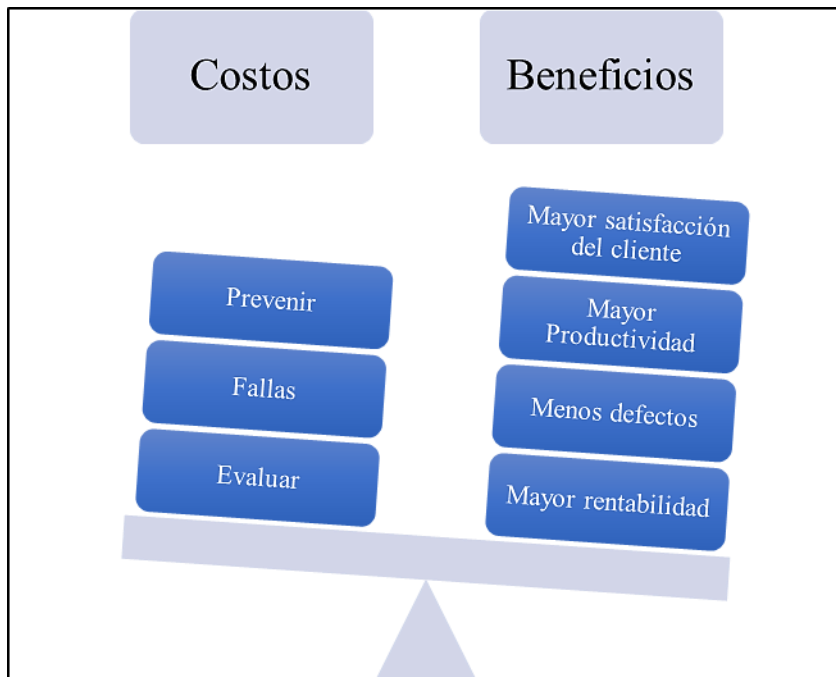 Costos
Beneficios
Prevenir
Fallas
Evaluar
Mayor satisfacción
del cliente
Mayor
Productividad
Menos defectos
Mayor rentabilidad